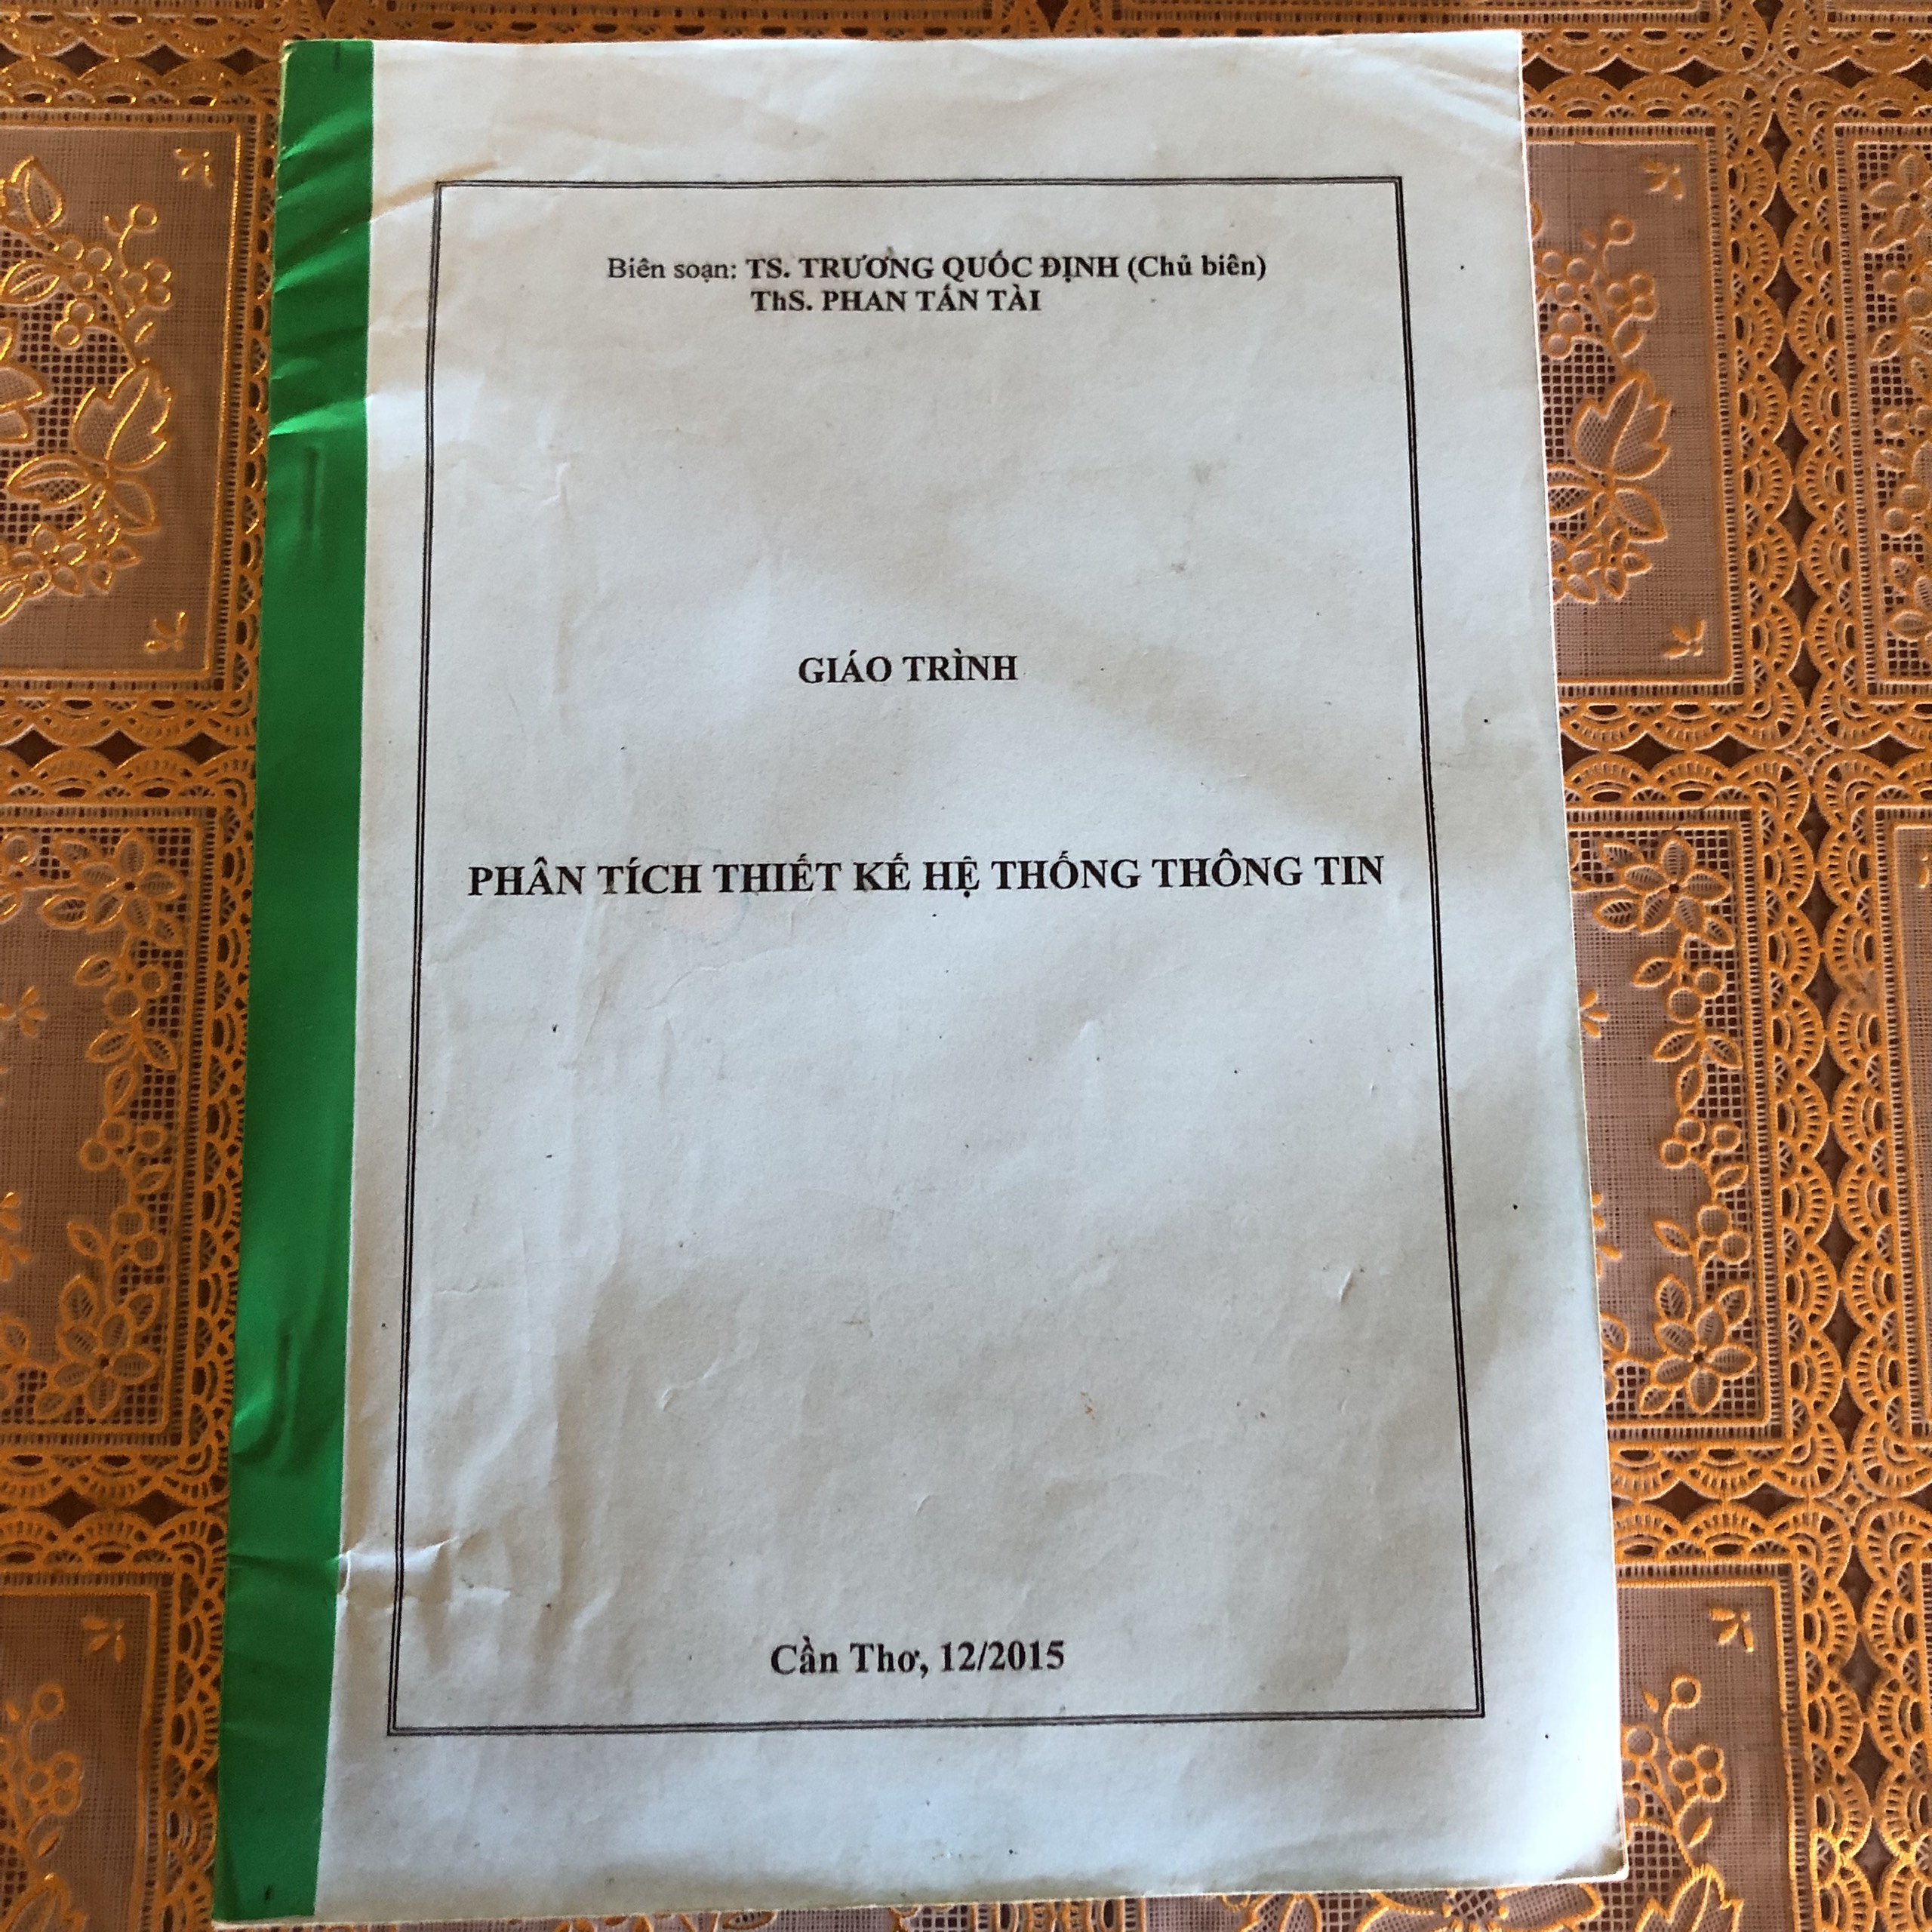 Biên soạn: TS. TRƯƠNG QUỐC ĐỊNH (Chủ biên)
ThS. PHAN TẤN TÀI
GIÁO TRÌNH
PHÂN TÍCH THIẾT KẾ HỆ THỐNG THÔNG TIN
Cần Thơ, 12/2015